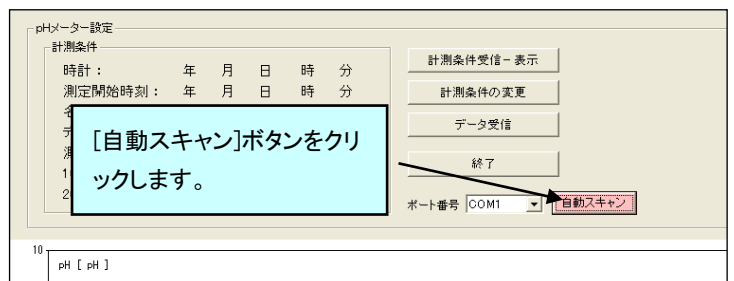 pHメーター設定
計測条件
時計： 年 月 日 時 分
測定開始時刻： 年 月 日 時 分
計測条件受信－表示
計測条件の変更
データ受信
終了
ポート番号 COM1 自動スキャン
[自動スキャン]ボタンをクリ
ックします。
10
pH [ pH ]